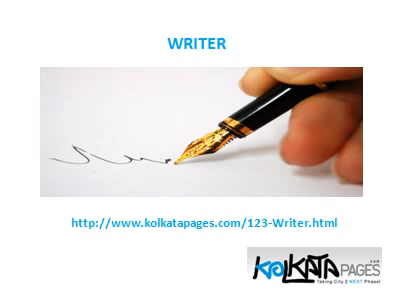 WRITER
http://www.kolkatapages.com/123-Writer.html
KOLKATA PAGES.com
Taking City 2 NEXT Phase!